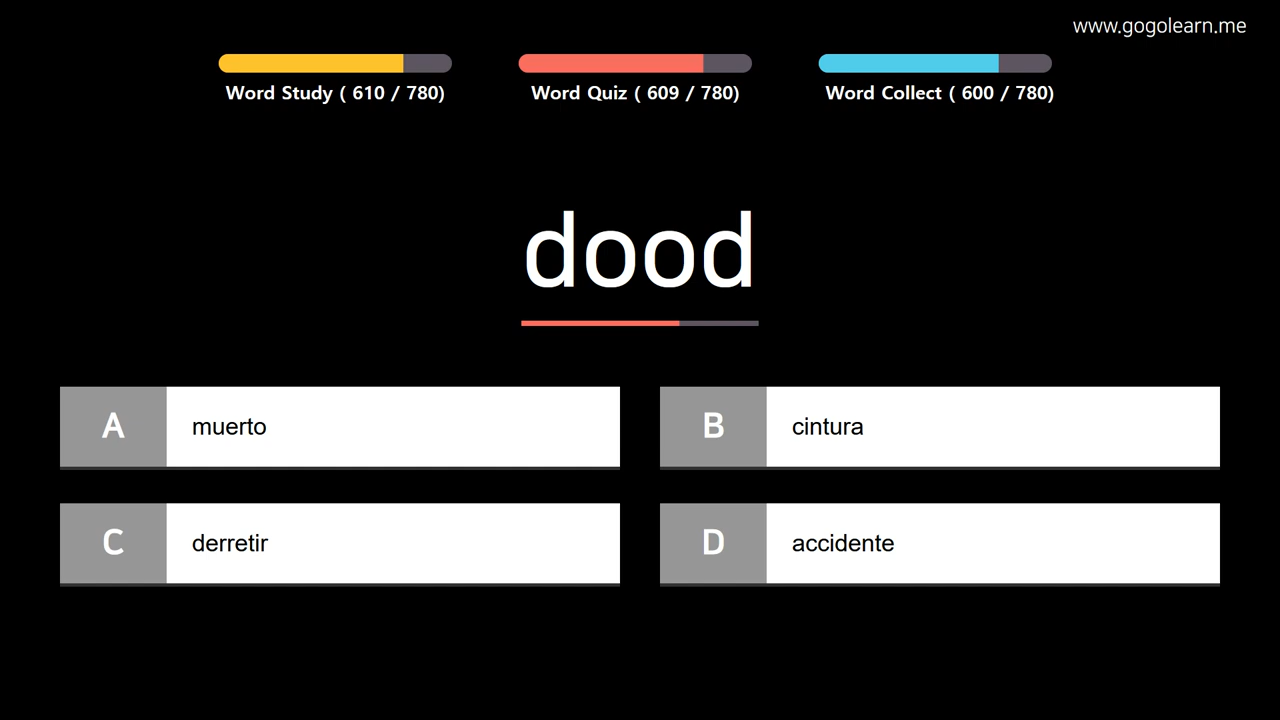 www.gogolearn.me
Word Study ( 610 / 780)
Word Quiz ( 609 / 780)
Word Collect ( 600 / 780)
dood
A muerto
B cintura
C derretir
D accidente